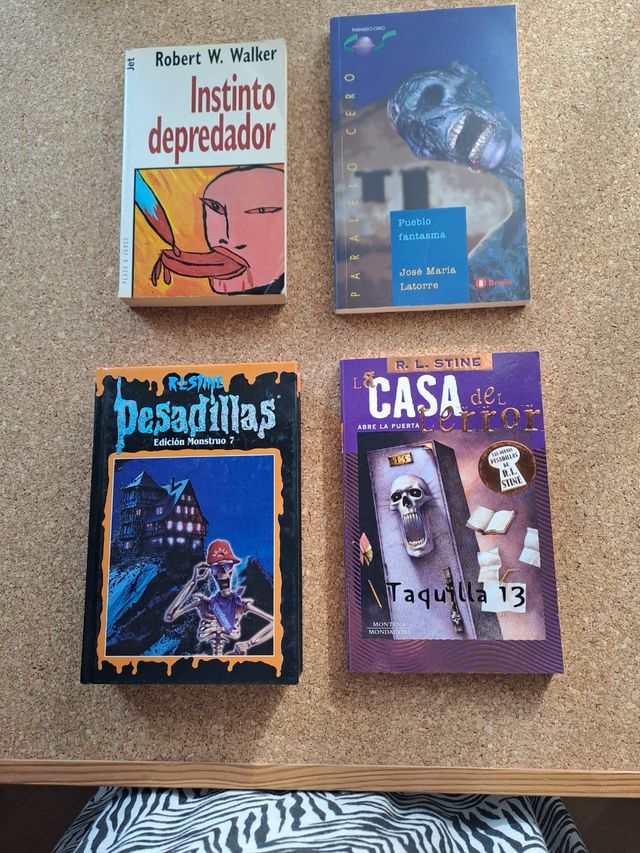 Jet
Robert W. Walker
Instinto
depredador
PLAZA & JANES
PARALELO CERO
PARALELO CERO
Pueblo
fantasma
José María
Latorre
B Bruño
R.L. STINE
Pesadillas
Edición Monstruo 7
R. L. STINE
La CASA del
terror
ABRE LA PUERTA
13
LAS NUEVAS
PESADILLAS
DE
R.L.
STINE
Taquilla 13
MONTENA
MONDADORI